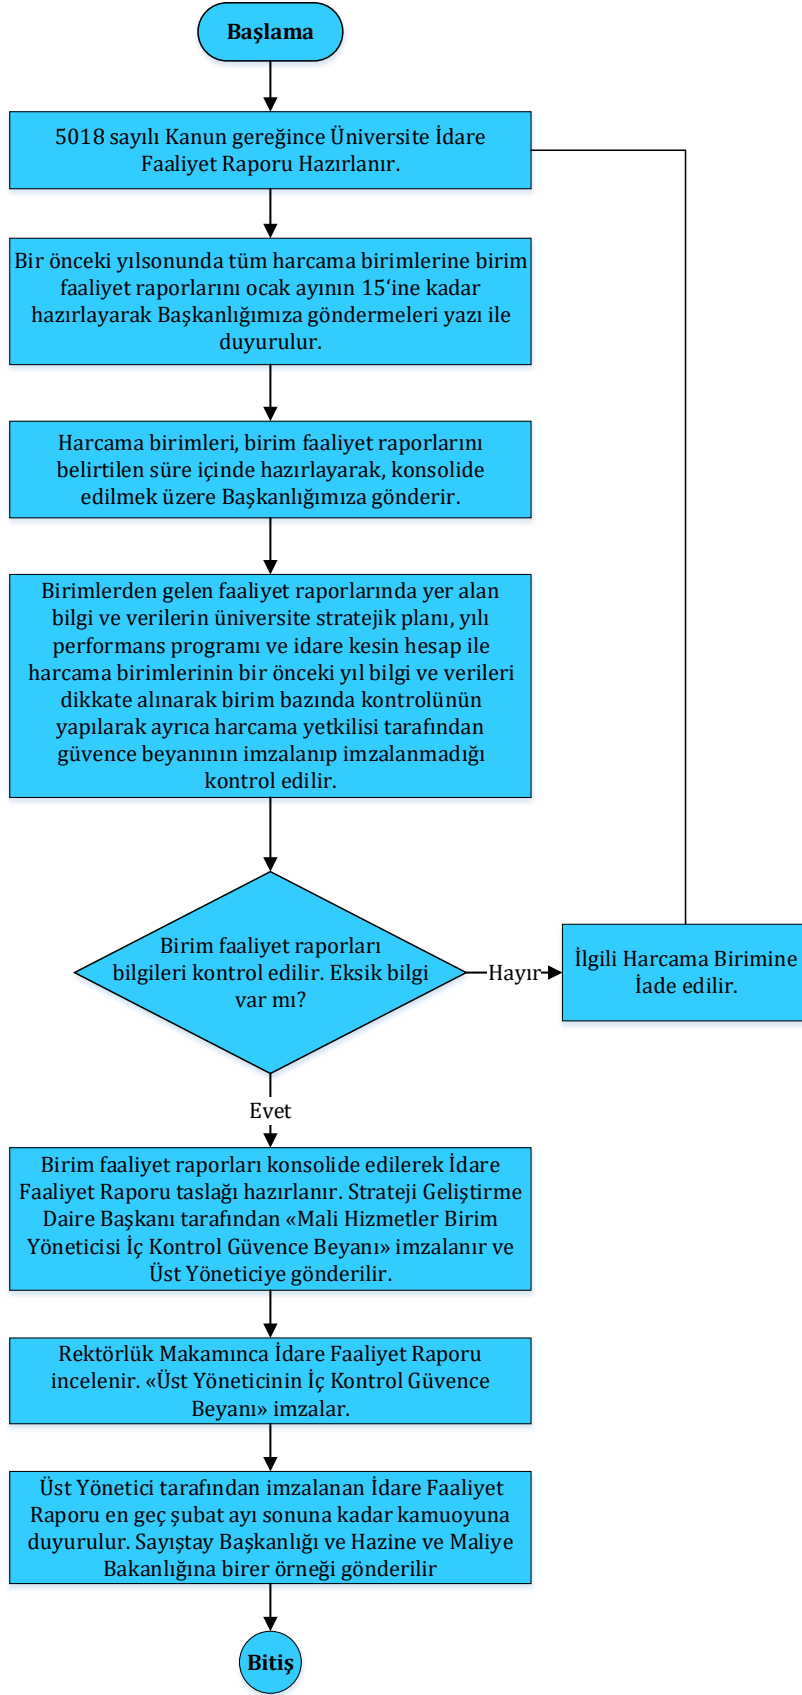 Başlama
5018 sayılı Kanun gereğince Üniversite İdare
Faaliyet Raporu Hazırlanır.
Bir önceki yılsonunda tüm harcama birimlerine birim
faaliyet raporlarını ocak ayının 15‘ine kadar
hazırlayarak Başkanlığımıza göndermeleri yazı ile
duyurulur.
Harcama birimleri, birim faaliyet raporlarını
belirtilen süre içinde hazırlayarak, konsolide
edilmek üzere Başkanlığımıza gönderir.
Birimlerden gelen faaliyet raporlarında yer alan
bilgi ve verilerin üniversite stratejik planı, yılı
performans programı ve idare kesin hesap ile
harcama birimlerinin bir önceki yıl bilgi ve verileri
dikkate alınarak birim bazında kontrolünün
yapılarak ayrıca harcama yetkilisi tarafından
güvence beyanının imzalanıp imzalanmadığı
kontrol edilir.
Birim faaliyet raporları
bilgileri kontrol edilir. Eksik bilgi
var mı?
Hayır
İlgili Harcama Birimine
İade edilir.
Evet
Birim faaliyet raporları konsolide edilerek İdare
Faaliyet Raporu taslağı hazırlanır. Strateji Geliştirme
Daire Başkanı tarafından «Mali Hizmetler Birim
Yöneticisi İç Kontrol Güvence Beyanı» imzalanır ve
Üst Yöneticiye gönderilir.
Rektörlük Makamınca İdare Faaliyet Raporu
incelenir. «Üst Yöneticinin İç Kontrol Güvence
Beyanı» imzalar.
Üst Yönetici tarafından imzalanan İdare Faaliyet
Raporu en geç şubat ayı sonuna kadar kamuoyuna
duyurulur. Sayıştay Başkanlığı ve Hazine ve Maliye
Bakanlığına birer örneği gönderilir
Bitiş